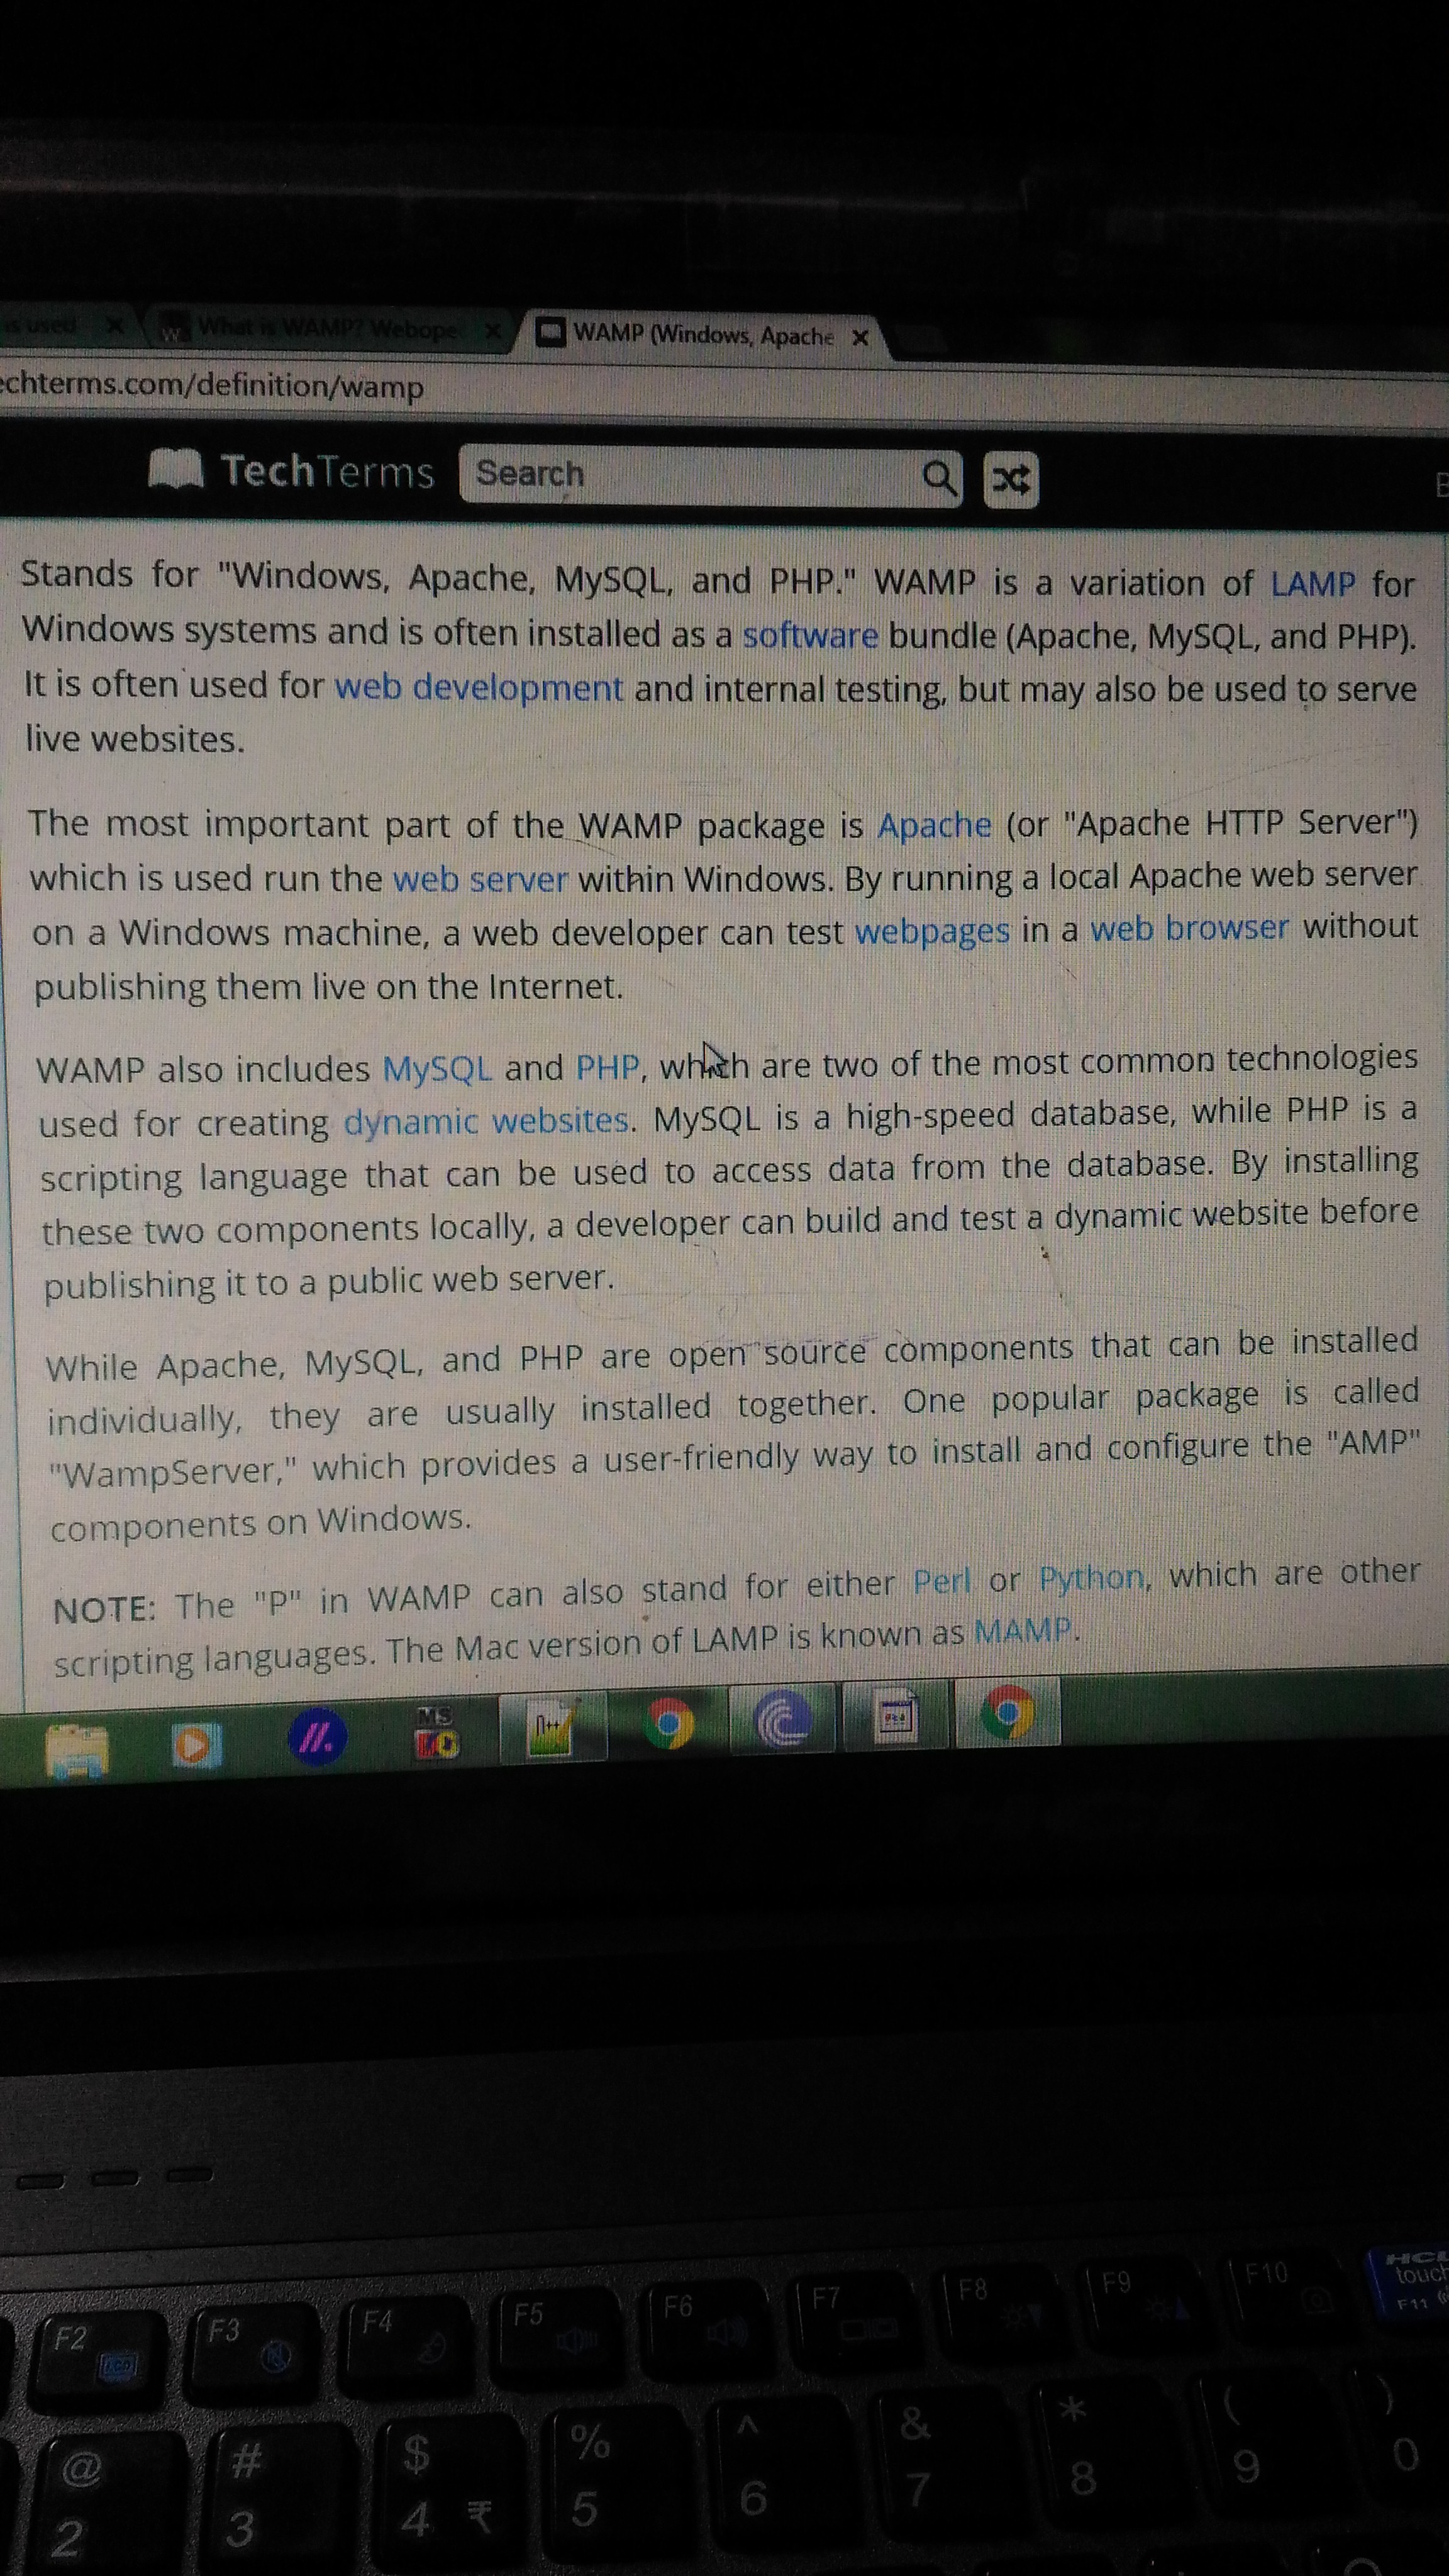 is used
What is WAMP? Webope
WAMP (Windows, Apache
echterms.com/definition/wamp
TechTerms
Search
Stands for "Windows, Apache, MySQL, and PHP." WAMP is a variation of LAMP for
Windows systems and is often installed as a software bundle (Apache, MySQL, and PHP).
It is often used for web development and internal testing, but may also be used to serve
live websites.
The most important part of the WAMP package is Apache (or "Apache HTTP Server")
which is used run the web server within Windows. By running a local Apache web server
on a Windows machine, a web developer can test webpages in a web browser without
publishing them live on the Internet.
WAMP also includes MySQL and PHP, which are two of the most common technologies
used for creating dynamic websites. MySQL is a high-speed database, while PHP is a
scripting language that can be used to access data from the database. By installing
these two components locally, a developer can build and test a dynamic website before
publishing it to a public web server.
While Apache, MySQL, and PHP are open source components that can be installed
individually, they are usually installed together. One popular package is called
"WampServer," which provides a user-friendly way to install and configure the "AMP"
components on Windows.
NOTE: The "P" in WAMP can also stand for either Perl or Python, which are other
scripting languages. The Mac version of LAMP is known as MAMP.
MS
n++
F2 F3 F4 F5 F6 F7 F8 F9 F10
HCL
touch
F11
@ # $ % ^ & * ( )
2 3 4 ₹ 5 6 7 8 9 0